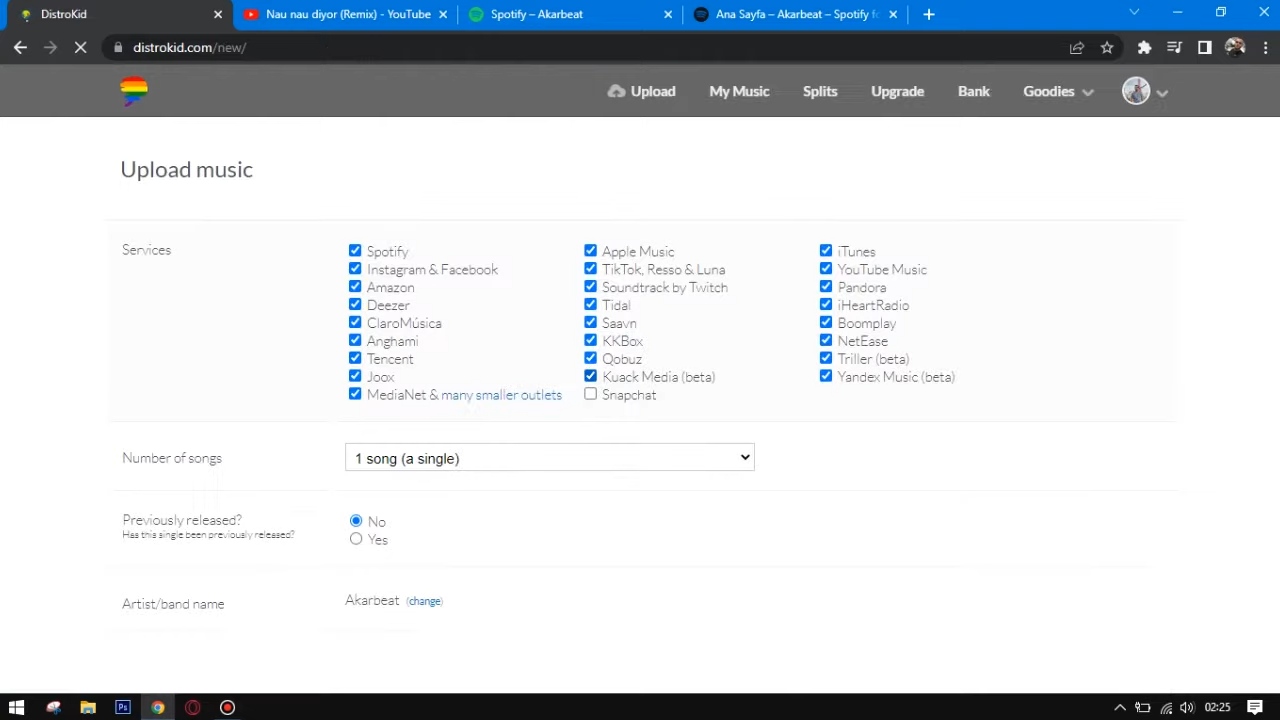 DistroKid
Nau nau diyor (Remix) - YouTube
Spotify – Akarbeat
Ana Sayfa – Akarbeat – Spotify fo
distrokid.com/new/
Upload
My Music
Splits
Upgrade
Bank
Goodies
Upload music
Services
Spotify
Apple Music
iTunes
Instagram & Facebook
TikTok, Resso & Luna
YouTube Music
Amazon
Soundtrack by Twitch
Pandora
Deezer
Tidal
iHeartRadio
ClaroMúsica
Saavn
Boomplay
Anghami
KKBox
NetEase
Tencent
Qobuz
Triller (beta)
Joox
Kuack Media (beta)
Yandex Music (beta)
MediaNet & many smaller outlets
Snapchat
Number of songs
1 song (a single)
Previously released?
Has this single been previously released?
No
Yes
Artist/band name
Akarbeat (change)
Ps
02:25